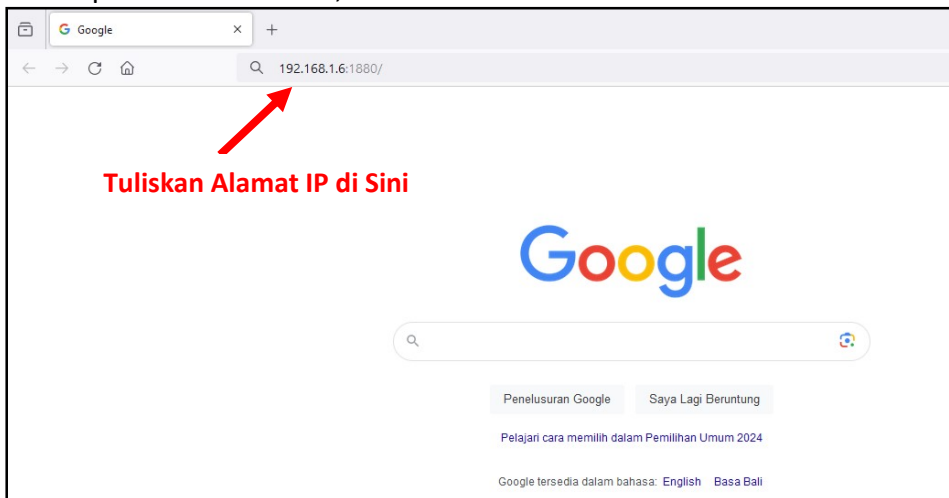 Google
192.168.1.6:1880/
Tuliskan Alamat IP di Sini
Google
Penelusuran Google Saya Lagi Beruntung
Pelajari cara memilih dalam Pemilihan Umum 2024
Google tersedia dalam bahasa: English Basa Bali